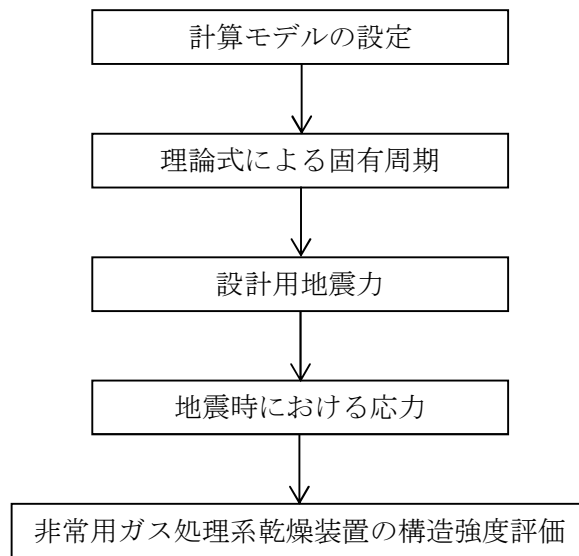 計算モデルの設定
理論式による固有周期
設計用地震力
地震時における応力
非常用ガス処理系乾燥装置の構造強度評価